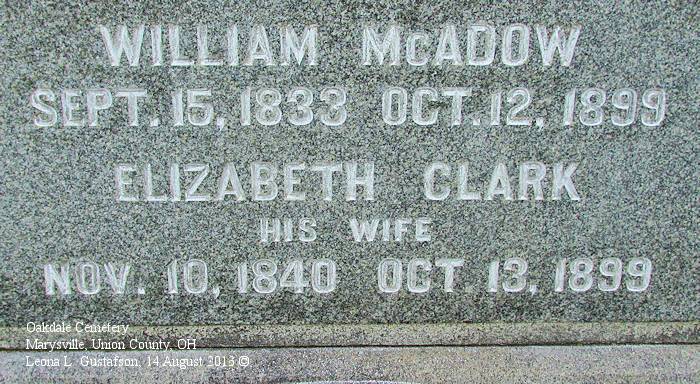 WILLIAM McADOW
SEPT. 15, 1833 OCT. 12, 1899
ELIZABETH CLARK
HIS WIFE
NOV. 10, 1840 OCT 13, 1899
Oakdale Cemetery
Marysville, Union County, OH
Leona L. Gustafson, 14 August 2013 ©